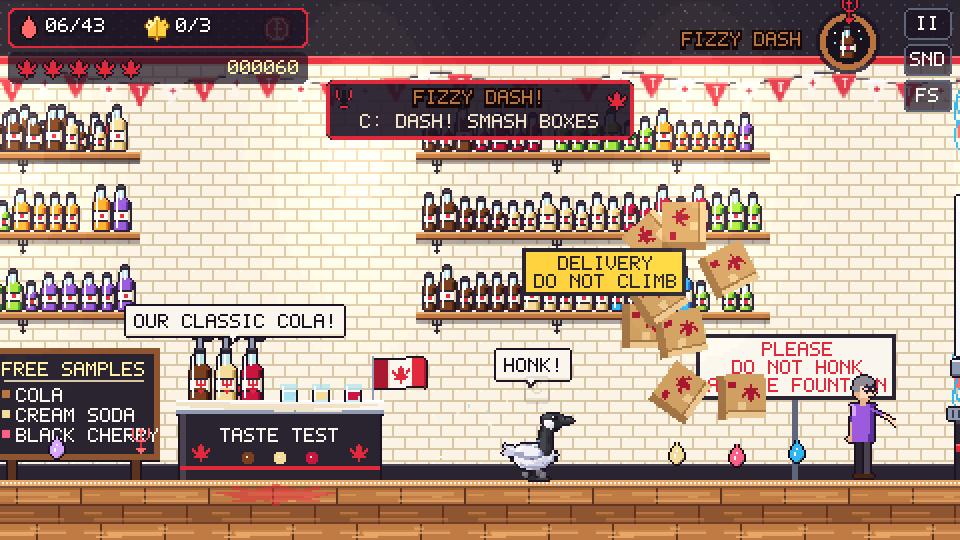 06/43
0/3
000060
FIZZY DASH
II
SND
FS
FIZZY DASH!
C: DASH! SMASH BOXES
DELIVERY
DO NOT CLIMB
OUR CLASSIC COLA!
HONK!
PLEASE
DO NOT HONK
FREE SAMPLES
COLA
CREAM SODA
BLACK CHERRY
TASTE TEST